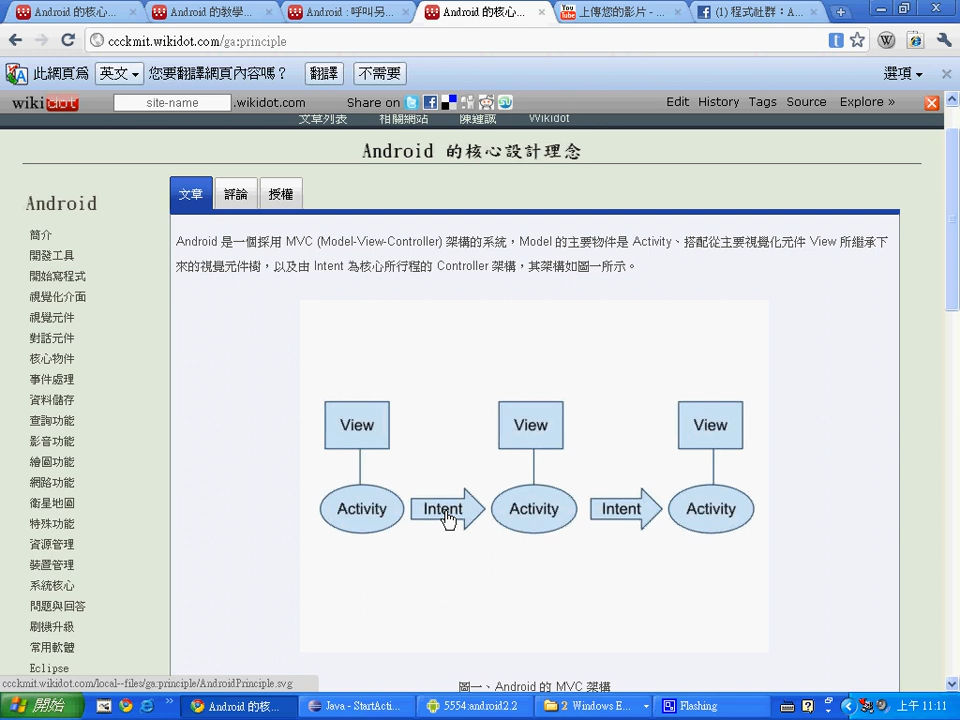 Android 的核心...
Android 的教學...
Android : 呼叫另...
Android 的核心...
上傳您的影片 - ...
(1) 程式社群：A...
ccckmit.wikidot.com/ga:principle
此網頁為 英文 您要翻譯網頁內容嗎？ 翻譯 不需要 選項
wikidot site-name .wikidot.com Share on Edit History Tags Source Explore »
文章列表 相關網站 陳鍾誠 Wikidot
Android 的核心設計理念
Android
簡介
開發工具
開始寫程式
視覺化介面
視覺元件
對話元件
核心物件
事件處理
資料儲存
查詢功能
影音功能
繪圖功能
網路功能
衛星地圖
特殊功能
資源管理
裝置管理
系統核心
問題與回答
刷機升級
常用軟體
Eclipse
文章 評論 授權
Android 是一個採用 MVC (Model-View-Controller) 架構的系統，Model 的主要物件是 Activity、搭配從主要視覺化元件 View 所繼承下
來的視覺元件樹，以及由 Intent 為核心所行程的 Controller 架構，其架構如圖一所示。
View View View
Activity Intent Activity Intent Activity
圖一、Android 的 MVC 架構
ccckmit.wikidot.com/local--files/ga:principle/AndroidPrinciple.svg
開始 Android 的核... Java - StartActi... 5554:android2.2 2 Windows E... Flashing 上午 11:11